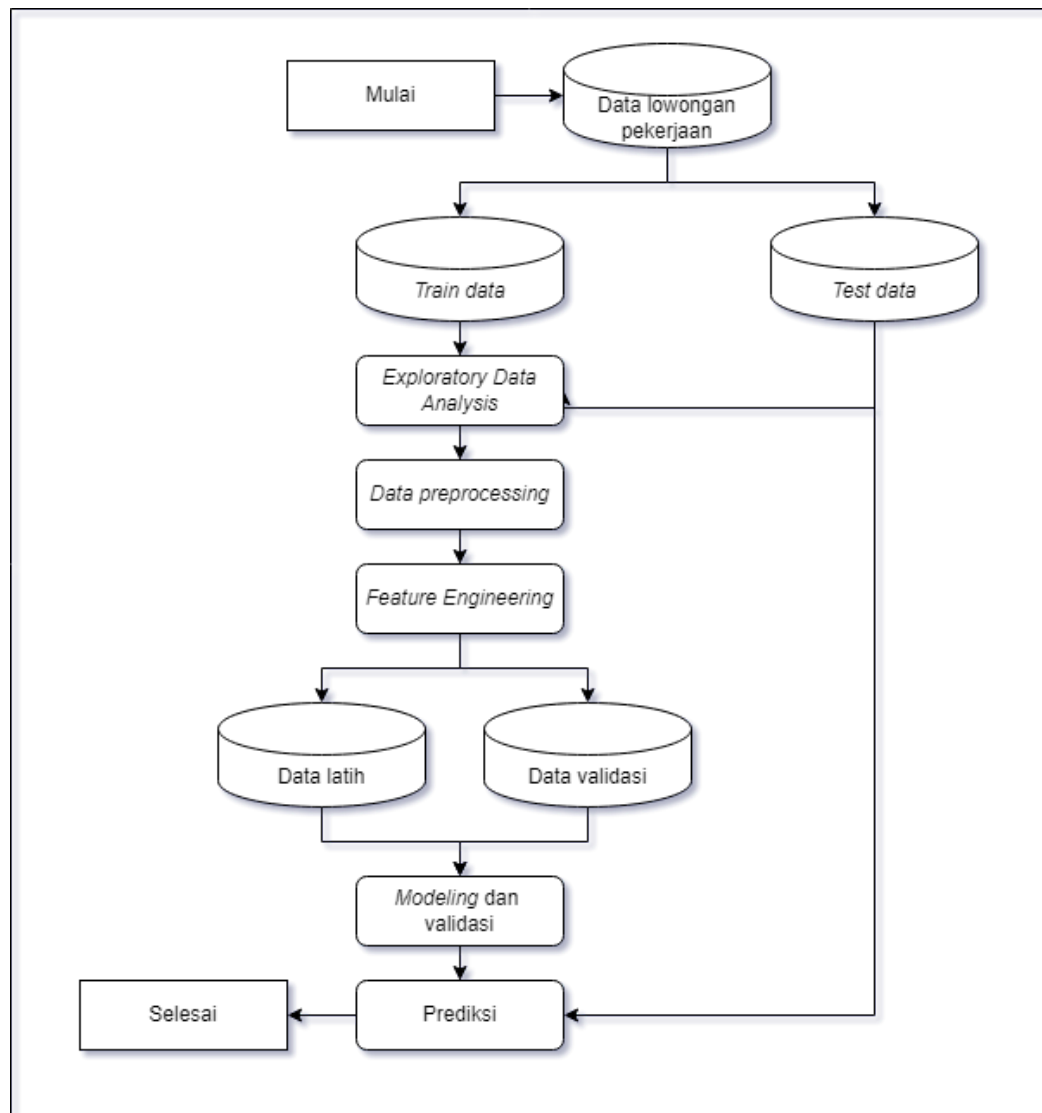 Mulai
Data lowongan
pekerjaan
Train data
Test data
Exploratory Data
Analysis
Data preprocessing
Feature Engineering
Data latih
Data validasi
Modeling dan
validasi
Selesai
Prediksi